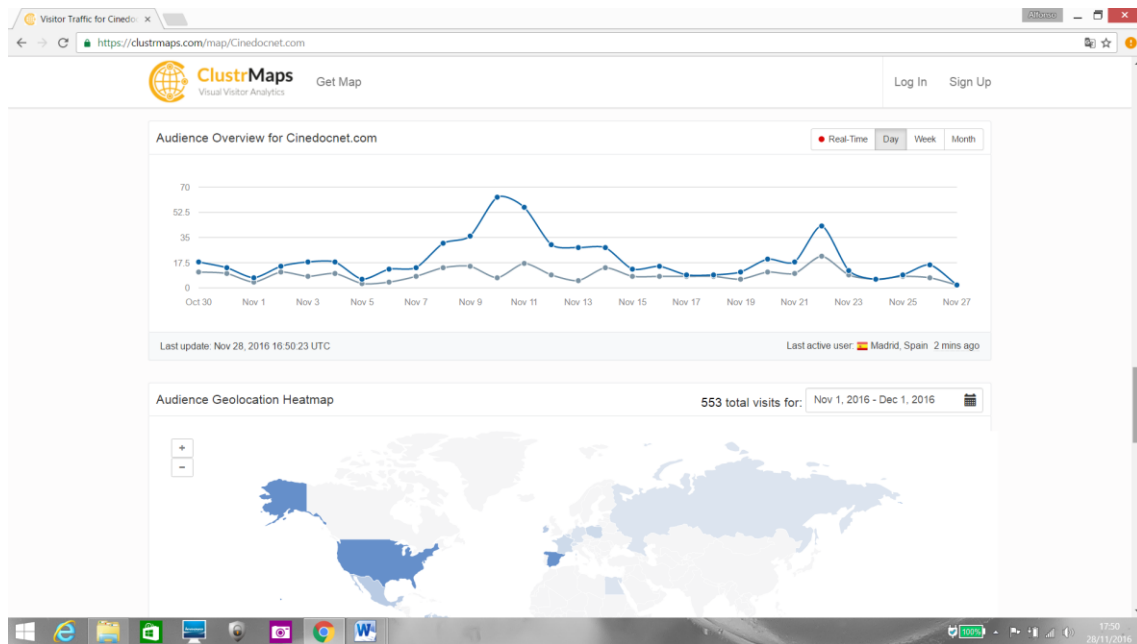 Visitor Traffic for Cinedo
Alfonso
https://clustrmaps.com/map/Cinedocnet.com
ClustrMaps
Visual Visitor Analytics
Get Map
Log In
Sign Up
Audience Overview for Cinedocnet.com
Real-Time
Day
Week
Month
70
52.5
35
17.5
0
Oct 30
Nov 1
Nov 3
Nov 5
Nov 7
Nov 9
Nov 11
Nov 13
Nov 15
Nov 17
Nov 19
Nov 21
Nov 23
Nov 25
Nov 27
Last update: Nov 28, 2016 16:50:23 UTC
Last active user: Madrid, Spain 2 mins ago
Audience Geolocation Heatmap
553 total visits for:
Nov 1, 2016 - Dec 1, 2016
+
−
100%
17:50
28/11/2016